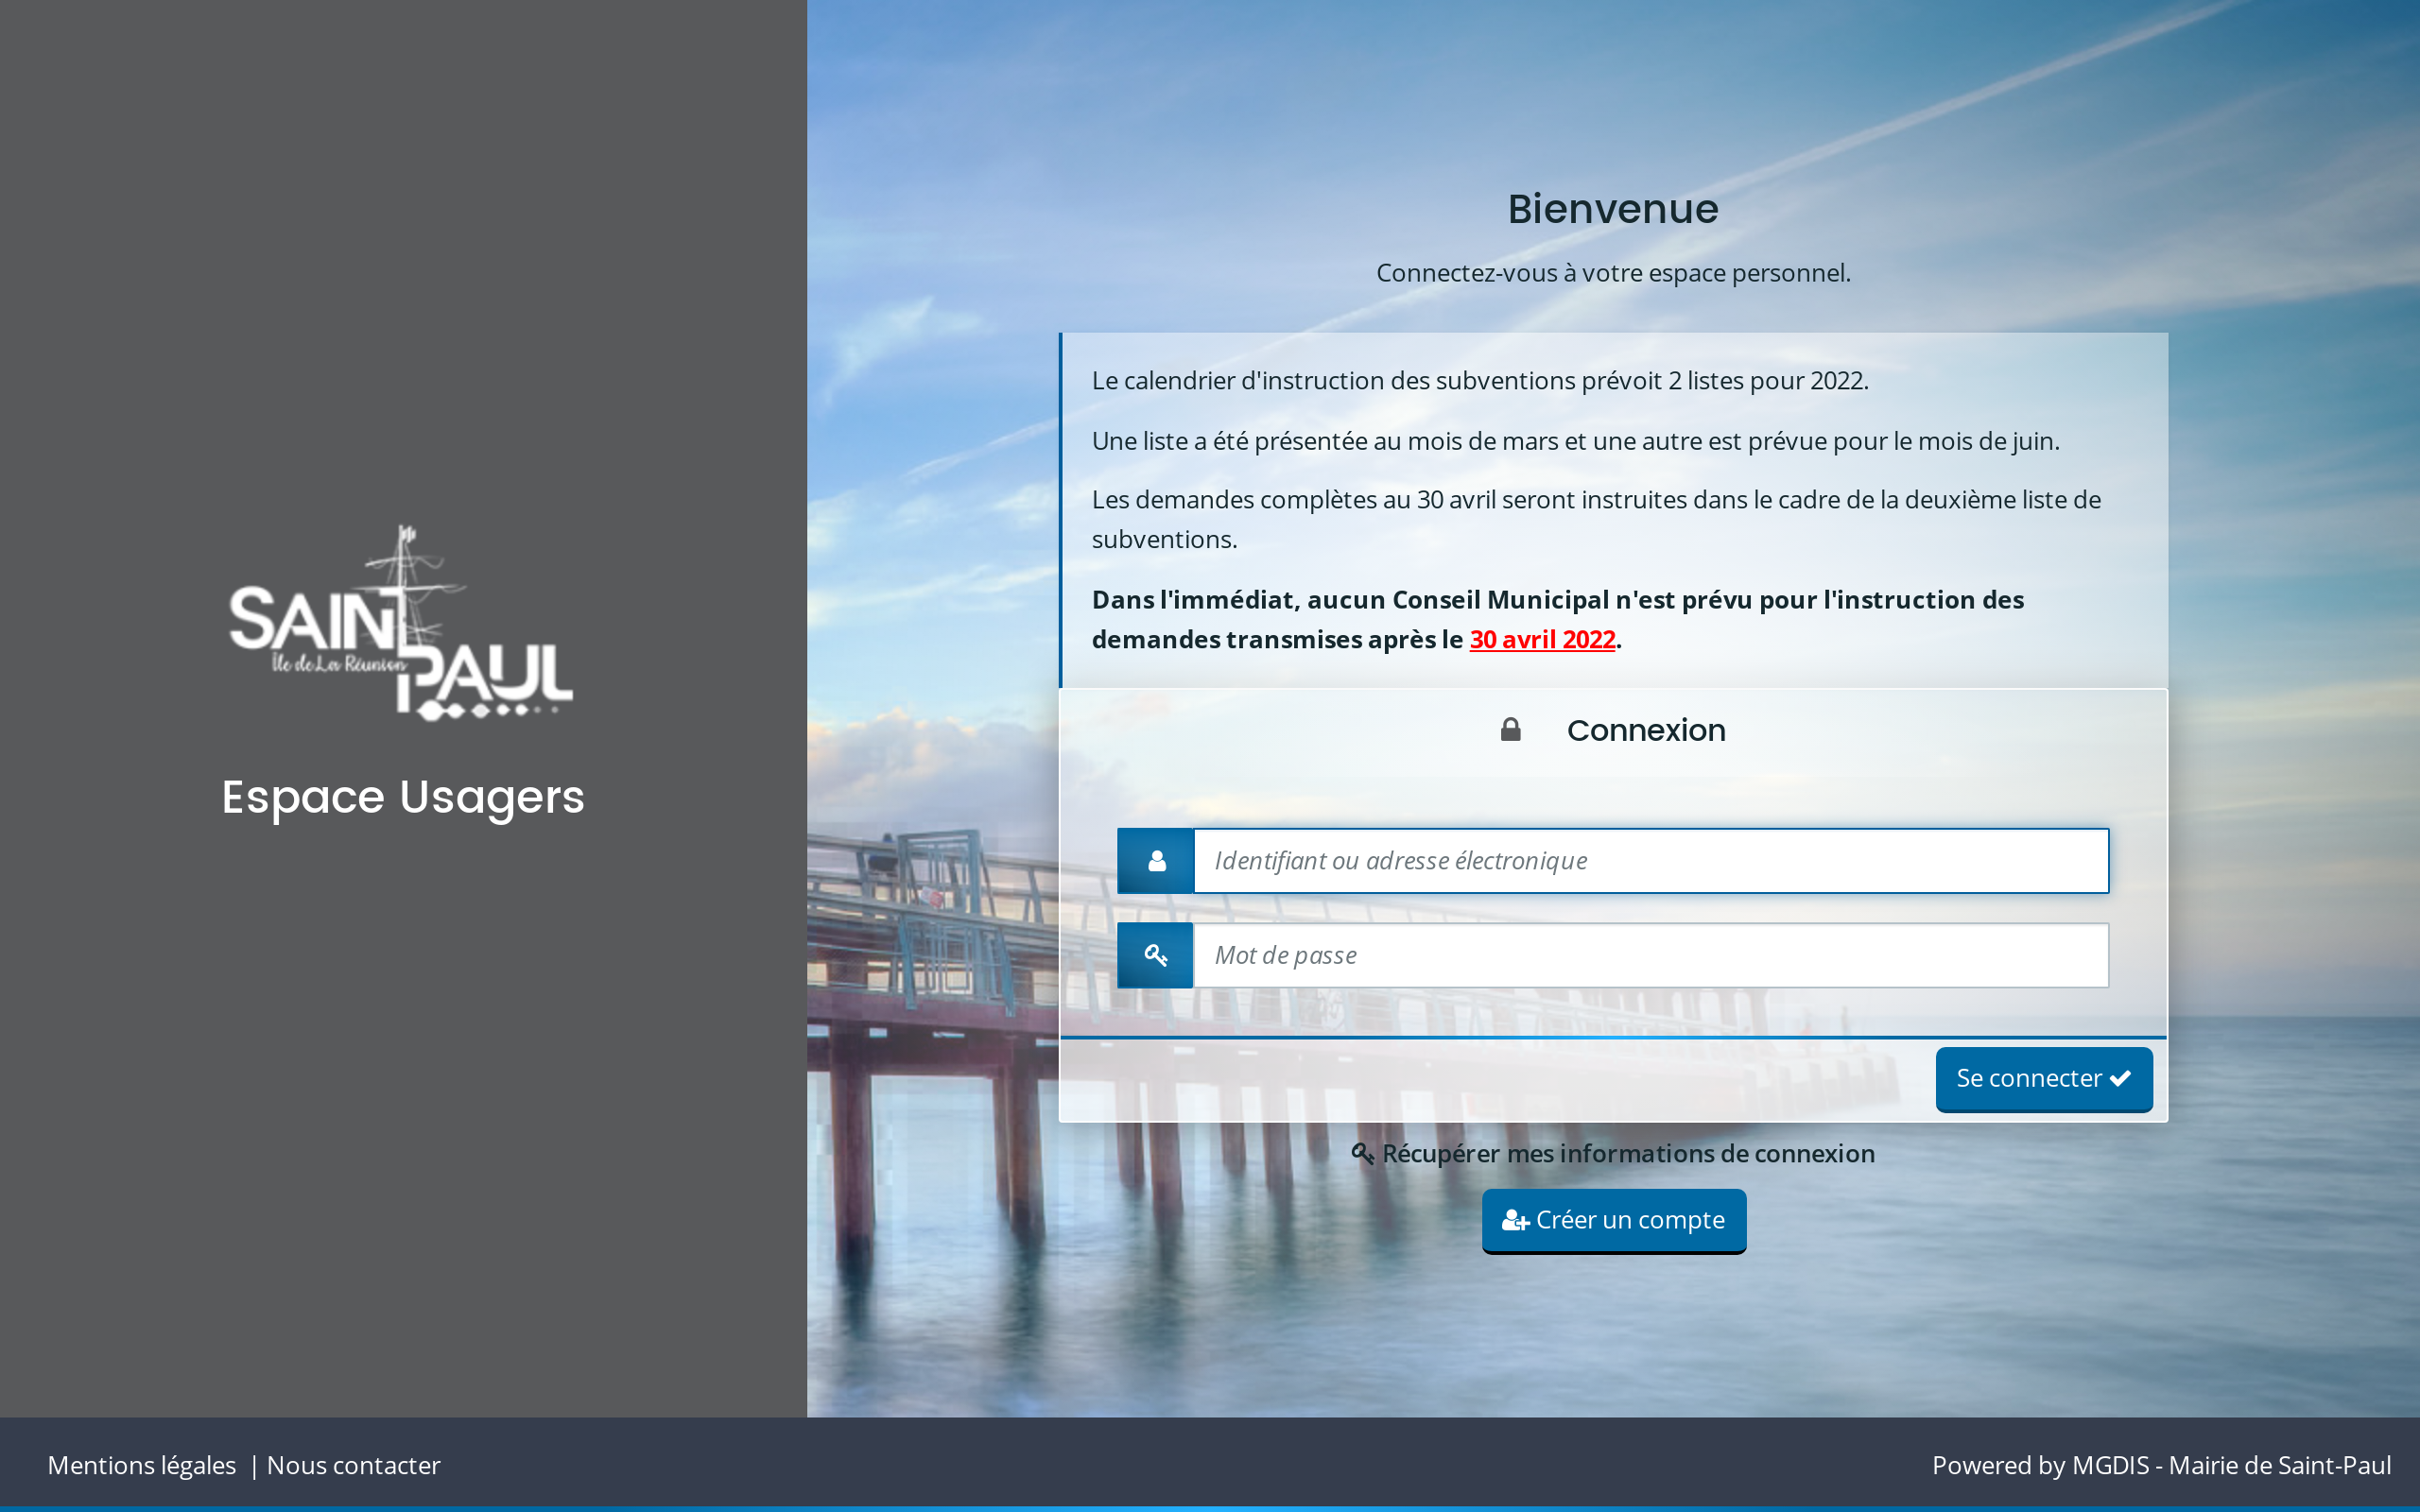 SAINT
Île de La Réunion
PAUL
Espace Usagers
Bienvenue
Connectez-vous à votre espace personnel.
Le calendrier d'instruction des subventions prévoit 2 listes pour 2022.
Une liste a été présentée au mois de mars et une autre est prévue pour le mois de juin.
Les demandes complètes au 30 avril seront instruites dans le cadre de la deuxième liste de
subventions.
Dans l'immédiat, aucun Conseil Municipal n'est prévu pour l'instruction des
demandes transmises après le 30 avril 2022.
Connexion
Identifiant ou adresse électronique
Mot de passe
Se connecter
Récupérer mes informations de connexion
Créer un compte
Mentions légales | Nous contacter
Powered by MGDIS - Mairie de Saint-Paul